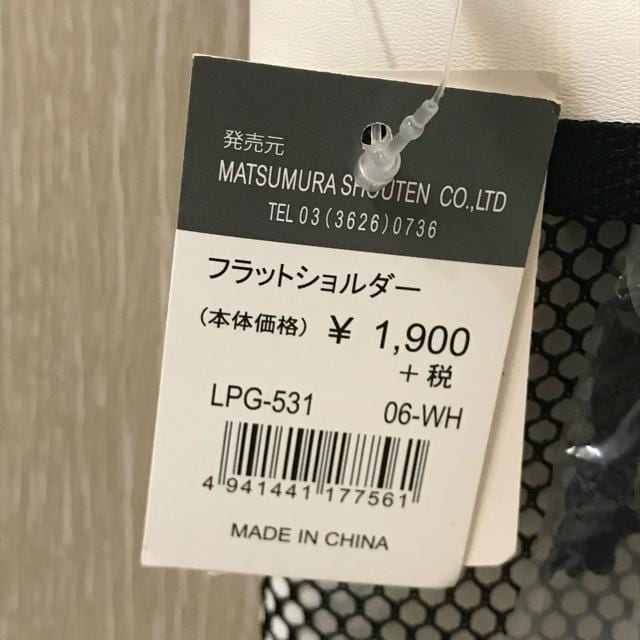 発売元
MATSUMURA SHOUTEN CO.,LTD
TEL 03(3626)0736
フラットショルダー
(本体価格) ¥ 1,900
+税
LPG-531 06-WH
4 941441 177561
MADE IN CHINA